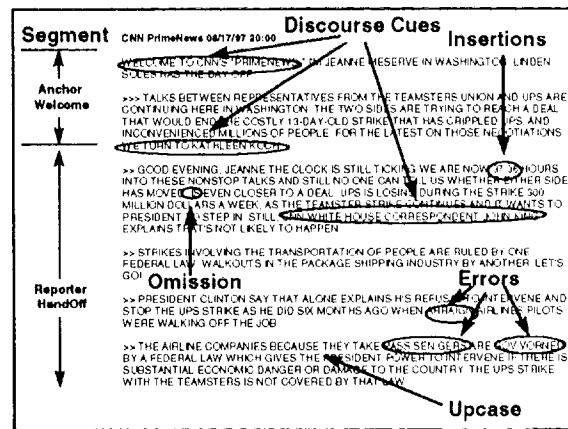 Segment
CNN PrimeNews 06/17/97 20:00
Discourse Cues
Insertions
Anchor
Welcome
WELCOME TO CNN'S "PRIMENEWS" I'M JEANNE MESERVE IN WASHINGTON. LINDEN
SOLES HAS THE DAY OFF
>>> TALKS BETWEEN REPRESENTATIVES FROM THE TEAMSTERS UNION AND UPS ARE
CONTINUING HERE IN WASHINGTON THE TWO SIDES ARE TRYING TO REACH A DEAL
THAT WOULD END THE COSTLY 13-DAY-OLD STRIKE THAT HAS CRIPPLED UPS, AND
INCONVENIENCED MILLIONS OF PEOPLE FOR THE LATEST ON THOSE NEGOTIATIONS
WE TURN TO KATHLEEN KOCH
Reporter
HandOff
>> GOOD EVENING, JEANNE THE CLOCK IS STILL TICKING WE ARE NOW 37 36 HOURS
INTO THESE NONSTOP TALKS AND STILL NO ONE CAN TELL US WHETHER EITHER SIDE
HAS MOVED EVEN CLOSER TO A DEAL UPS IS LOSING DURING THE STRIKE 300
MILLION DOLLARS A WEEK, AS THE TEAMSTER STRIKE CONTINUES AND IT WANTS TO
PRESIDENT TO STEP IN STILL, CNN WHITE HOUSE CORRESPONDENT JOHN KING
EXPLAINS THAT'S NOT LIKELY TO HAPPEN
>> STRIKES INVOLVING THE TRANSPORTATION OF PEOPLE ARE RULED BY ONE
FEDERAL LAW WALKOUTS IN THE PACKAGE SHIPPING INDUSTRY BY ANOTHER LET'S
GO!
Omission
Errors
>> PRESIDENT CLINTON SAY THAT ALONE EXPLAINS HIS REFUSAL TO INTERVENE AND
STOP THE UPS STRIKE AS HE DID SIX MONTHS AGO WHEN AIRLINES PILOTS
WERE WALKING OFF THE JOB
>> THE AIRLINE COMPANIES BECAUSE THEY TAKE PASS SEN GERS ARE GOV VORNED
BY A FEDERAL LAW WHICH GIVES THE PRESIDENT POWER TO INTERVENE IF THERE IS
SUBSTANTIAL ECONOMIC DANGER OR DAMAGE TO THE COUNTRY THE UPS STRIKE
WITH THE TEAMSTERS IS NOT COVERED BY THAT LAW
Upcase